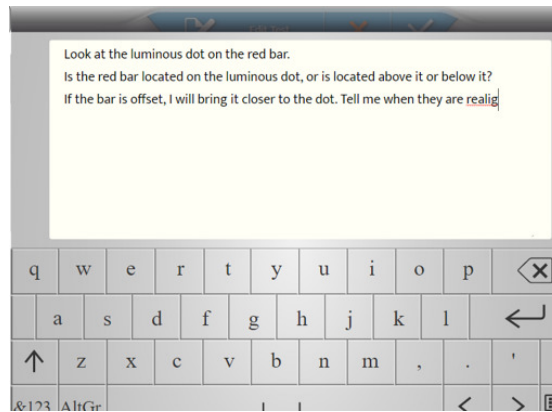 Look at the luminous dot on the red bar.
Is the red bar located on the luminous dot, or is located above it or below it?
If the bar is offset, I will bring it closer to the dot. Tell me when they are realig
q w e r t y u i o p
a s d f g h j k l
z x c v b n m , . '
&123 AltGr < >